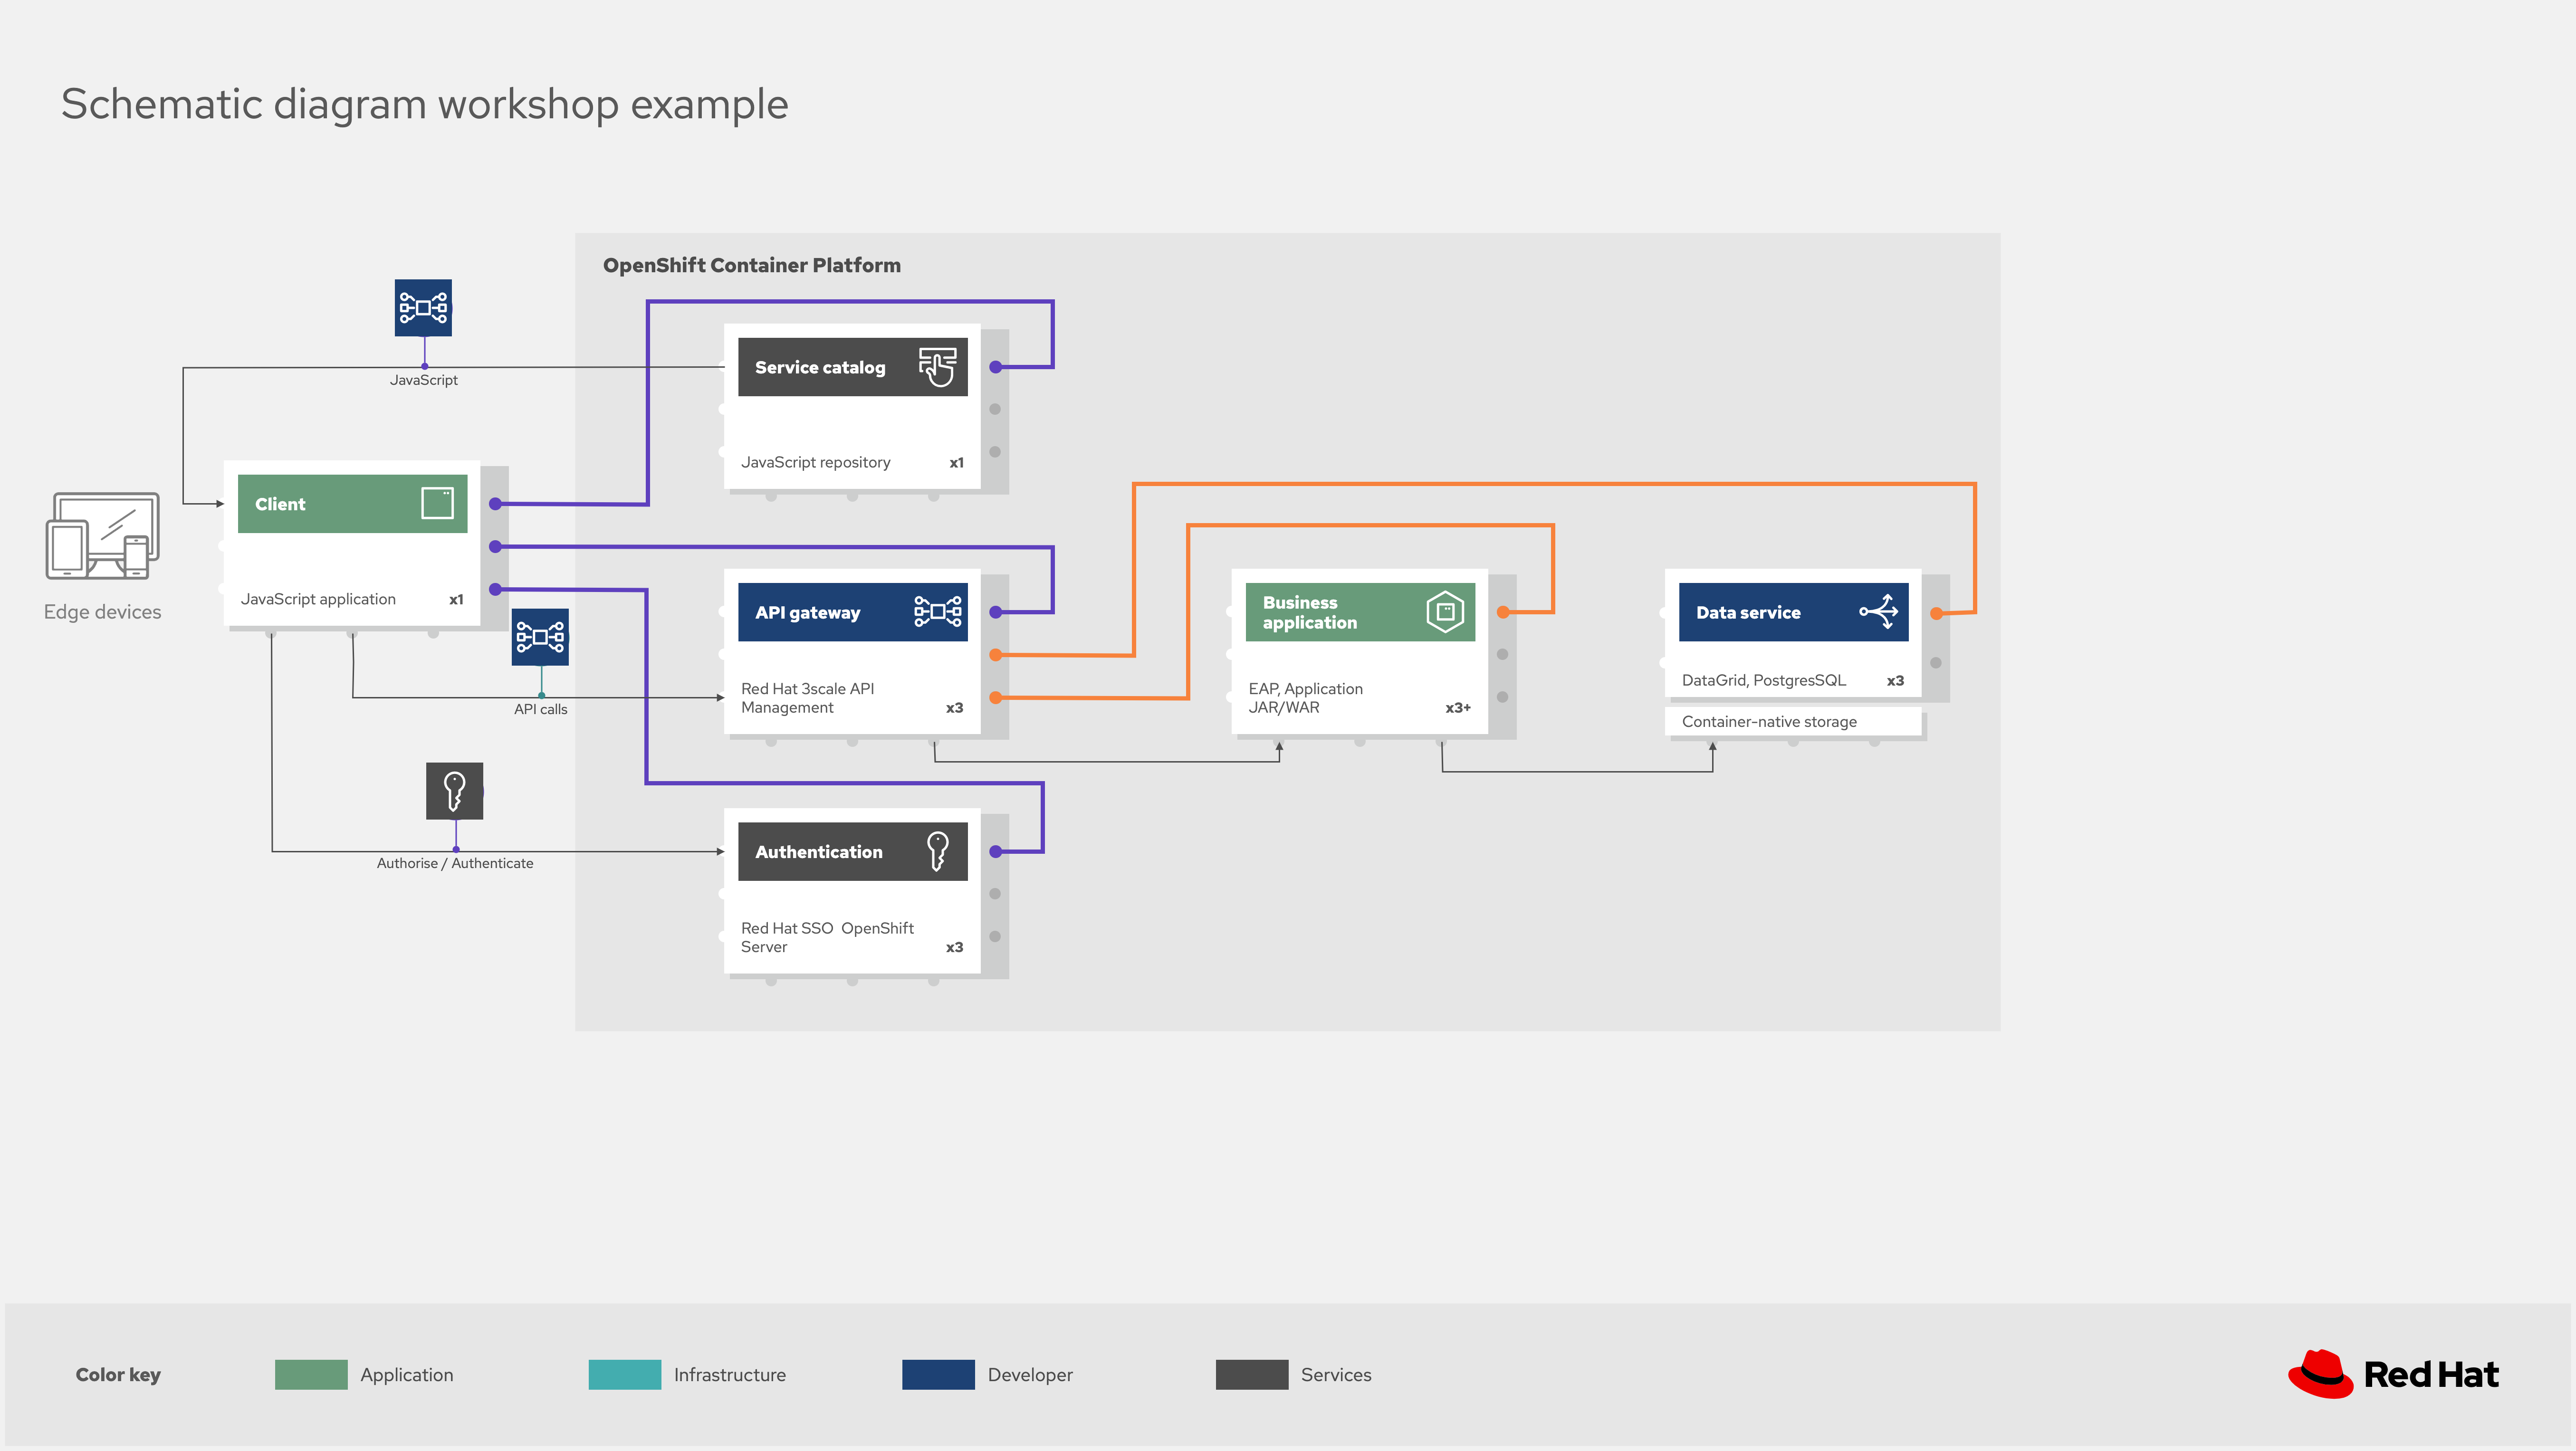 Schematic diagram workshop example
OpenShift Container Platform
JavaScript
Service catalog
JavaScript repository x1
Edge devices
Client
JavaScript application x1
API calls
API gateway
Red Hat 3scale API
Management x3
Business
application
EAP, Application
JAR/WAR x3+
Data service
DataGrid, PostgresSQL x3
Container-native storage
Authorise / Authenticate
Authentication
Red Hat SSO OpenShift
Server x3
Color key
Application
Infrastructure
Developer
Services
Red Hat